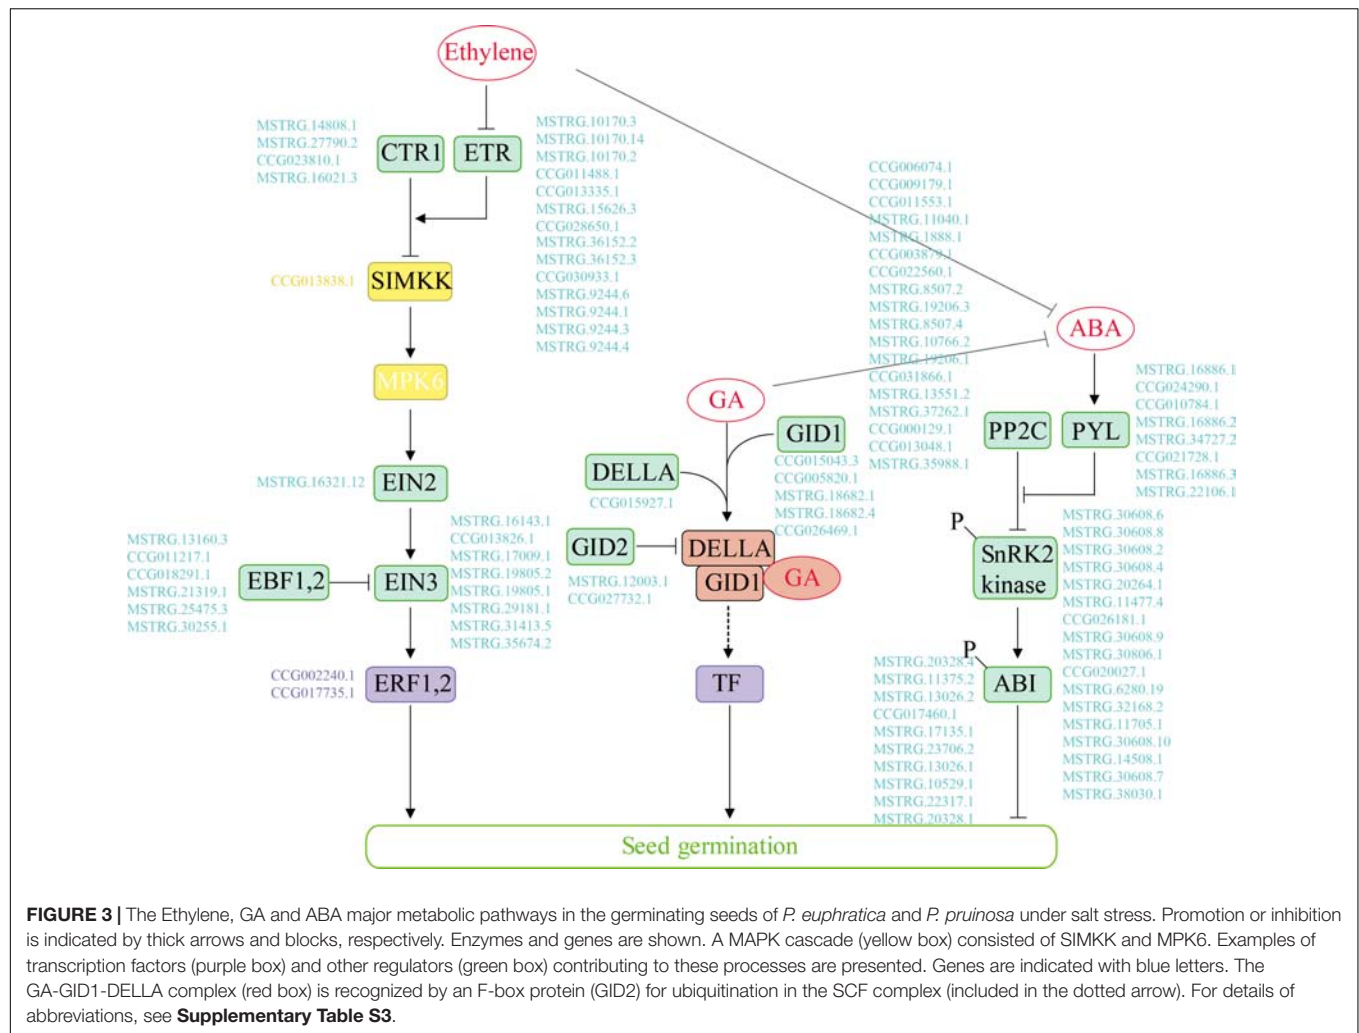 Ethylene
MSTRG.14808.1
MSTRG.27790.2
CCG023810.1
MSTRG.16021.3
CTR1
ETR
MSTRG.10170.3
MSTRG.10170.14
MSTRG.10170.2
CCG011488.1
CCG013335.1
MSTRG.15626.3
CCG028650.1
MSTRG.36152.2
MSTRG.36152.3
CCG030933.1
MSTRG.9244.6
MSTRG.9244.1
MSTRG.9244.3
MSTRG.9244.4
CCG013838.1
SIMKK
MPK6
MSTRG.16321.12
EIN2
MSTRG.13160.3
CCG011217.1
CCG018291.1
MSTRG.21319.1
MSTRG.25475.3
MSTRG.30255.1
EBF1,2
EIN3
MSTRG.16143.1
CCG013826.1
MSTRG.17009.1
MSTRG.19805.2
MSTRG.19805.1
MSTRG.29181.1
MSTRG.31413.5
MSTRG.35674.2
CCG002240.1
CCG017735.1
ERF1,2
GA
GID1
CCG015043.3
CCG005820.1
MSTRG.18682.1
MSTRG.18682.4
CCG026469.1
DELLA
CCG015927.1
GID2
MSTRG.12003.1
CCG027732.1
DELLA
GID1
GA
TF
CCG006074.1
CCG009179.1
CCG011553.1
MSTRG.11040.1
MSTRG.1888.1
CCG003879.1
CCG022560.1
MSTRG.8507.2
MSTRG.19206.3
MSTRG.8507.4
MSTRG.10766.2
MSTRG.19206.1
CCG031866.1
MSTRG.13551.2
MSTRG.37262.1
CCG000129.1
CCG013048.1
MSTRG.35988.1
ABA
PP2C
PYL
MSTRG.16886.1
CCG024290.1
CCG010784.1
MSTRG.16886.2
MSTRG.34727.2
CCG021728.1
MSTRG.16886.3
MSTRG.22106.1
P
SnRK2
kinase
MSTRG.30608.6
MSTRG.30608.8
MSTRG.30608.2
MSTRG.30608.4
MSTRG.20264.1
MSTRG.11477.4
CCG026181.1
MSTRG.30608.9
MSTRG.30806.1
CCG020027.1
MSTRG.6280.19
MSTRG.32168.2
MSTRG.11705.1
MSTRG.30608.10
MSTRG.14508.1
MSTRG.30608.7
MSTRG.38030.1
P
ABI
MSTRG.20328.4
MSTRG.11375.2
MSTRG.13026.2
CCG017460.1
MSTRG.17135.1
MSTRG.23706.2
MSTRG.13026.1
MSTRG.10529.1
MSTRG.22317.1
MSTRG.20328.1
Seed germination
FIGURE 3 | The Ethylene, GA and ABA major metabolic pathways in the germinating seeds of P. euphratica and P. pruinosa under salt stress. Promotion or inhibition
is indicated by thick arrows and blocks, respectively. Enzymes and genes are shown. A MAPK cascade (yellow box) consisted of SIMKK and MPK6. Examples of
transcription factors (purple box) and other regulators (green box) contributing to these processes are presented. Genes are indicated with blue letters. The
GA-GID1-DELLA complex (red box) is recognized by an F-box protein (GID2) for ubiquitination in the SCF complex (included in the dotted arrow). For details of
abbreviations, see Supplementary Table S3.